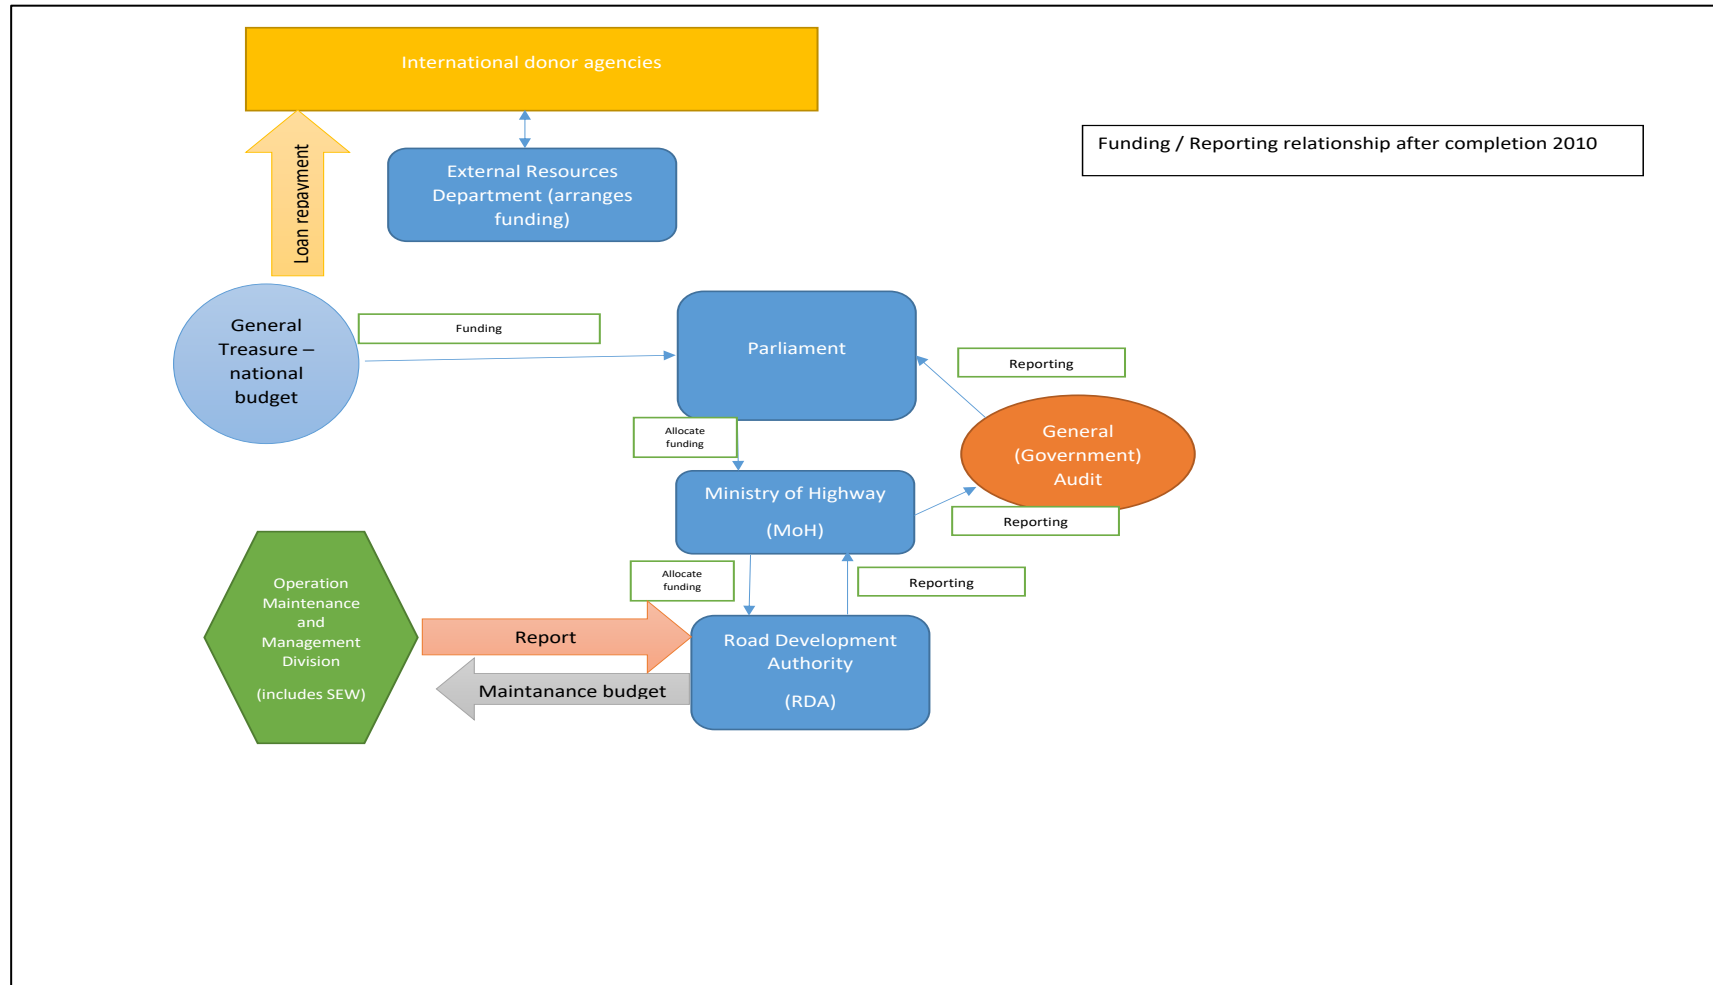 International donor agencies
Funding / Reporting relationship after completion 2010
Loan repayment
External Resources
Department (arranges
funding)
General
Treasure –
national
budget
Funding
Parliament
Reporting
Allocate
funding
General
(Government)
Audit
Ministry of Highway
(MoH)
Reporting
Operation
Maintenance
and
Management
Division
(includes SEW)
Allocate
funding
Reporting
Report
Maintanance budget
Road Development
Authority
(RDA)